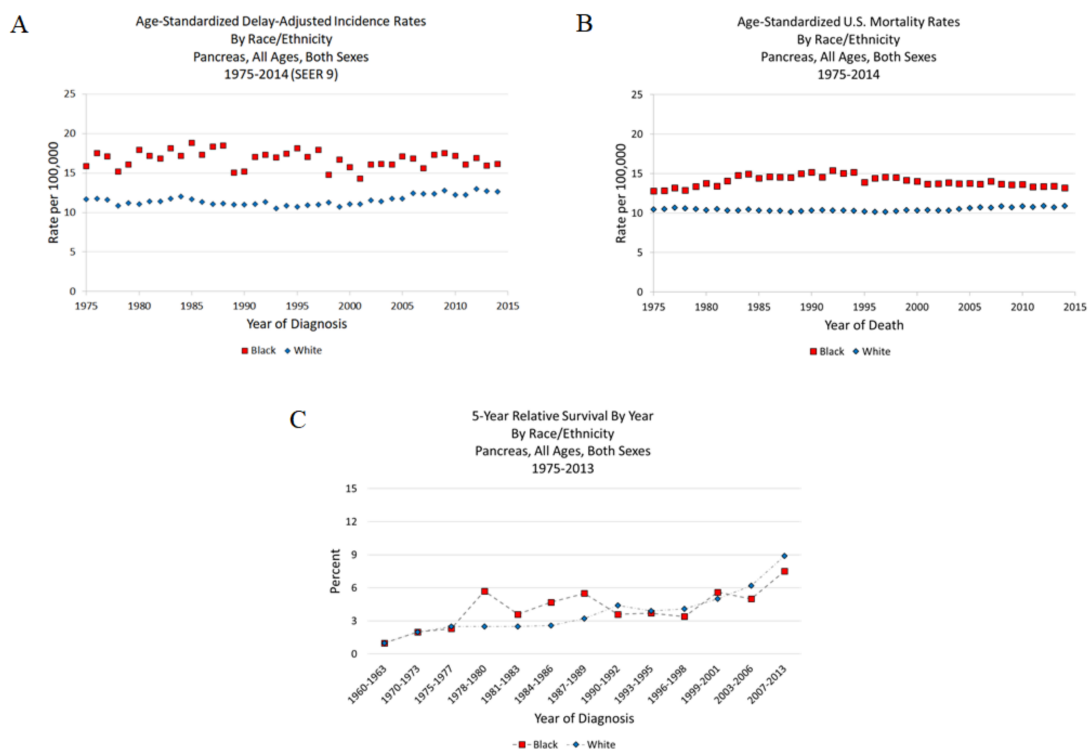 A
Age-Standardized Delay-Adjusted Incidence Rates
By Race/Ethnicity
Pancreas, All Ages, Both Sexes
1975-2014 (SEER 9)
25
20
15
10
5
0
Rate per 100,000
1975 1980 1985 1990 1995 2000 2005 2010 2015
Year of Diagnosis
Black White
B
Age-Standardized U.S. Mortality Rates
By Race/Ethnicity
Pancreas, All Ages, Both Sexes
1975-2014
25
20
15
10
5
0
Rate per 100,000
1975 1980 1985 1990 1995 2000 2005 2010 2015
Year of Death
Black White
C
5-Year Relative Survival By Year
By Race/Ethnicity
Pancreas, All Ages, Both Sexes
1975-2013
15
12
9
6
3
0
Percent
1960-1963 1970-1973 1975-1977 1978-1980 1981-1983 1984-1986 1987-1989 1990-1992 1993-1995 1996-1998 1999-2001 2003-2006 2007-2013
Year of Diagnosis
Black White